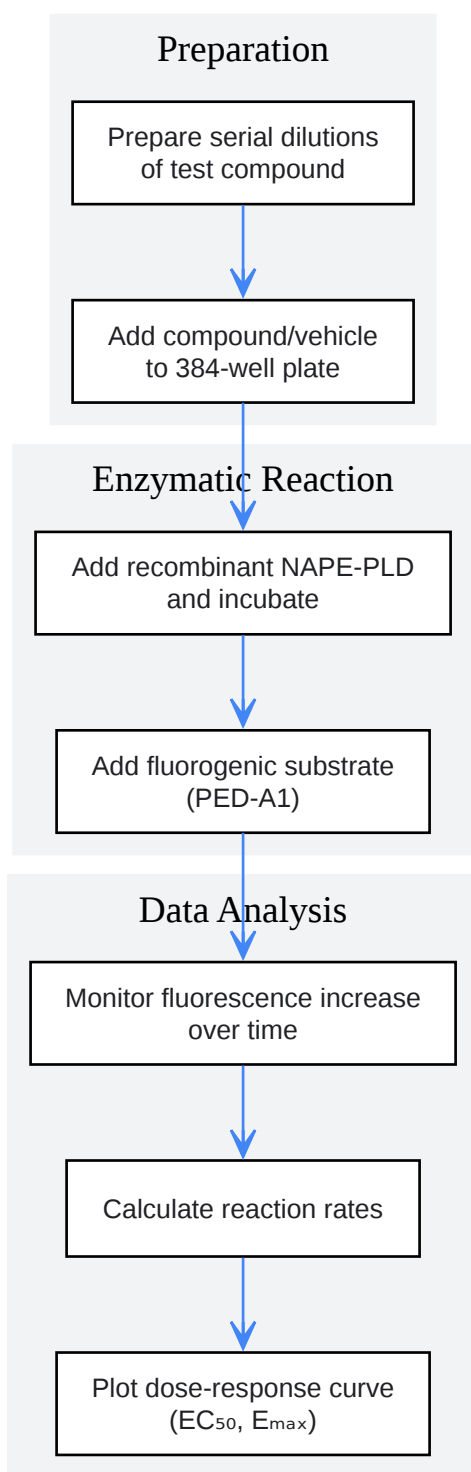 Preparation
Prepare serial dilutions
of test compound
Add compound/vehicle
to 384-well plate
Enzymatic Reaction
Add recombinant NAPE-PLD
and incubate
Add fluorogenic substrate
(PED-A1)
Data Analysis
Monitor fluorescence increase
over time
Calculate reaction rates
Plot dose-response curve
(EC₅₀, Eₘₐₓ)